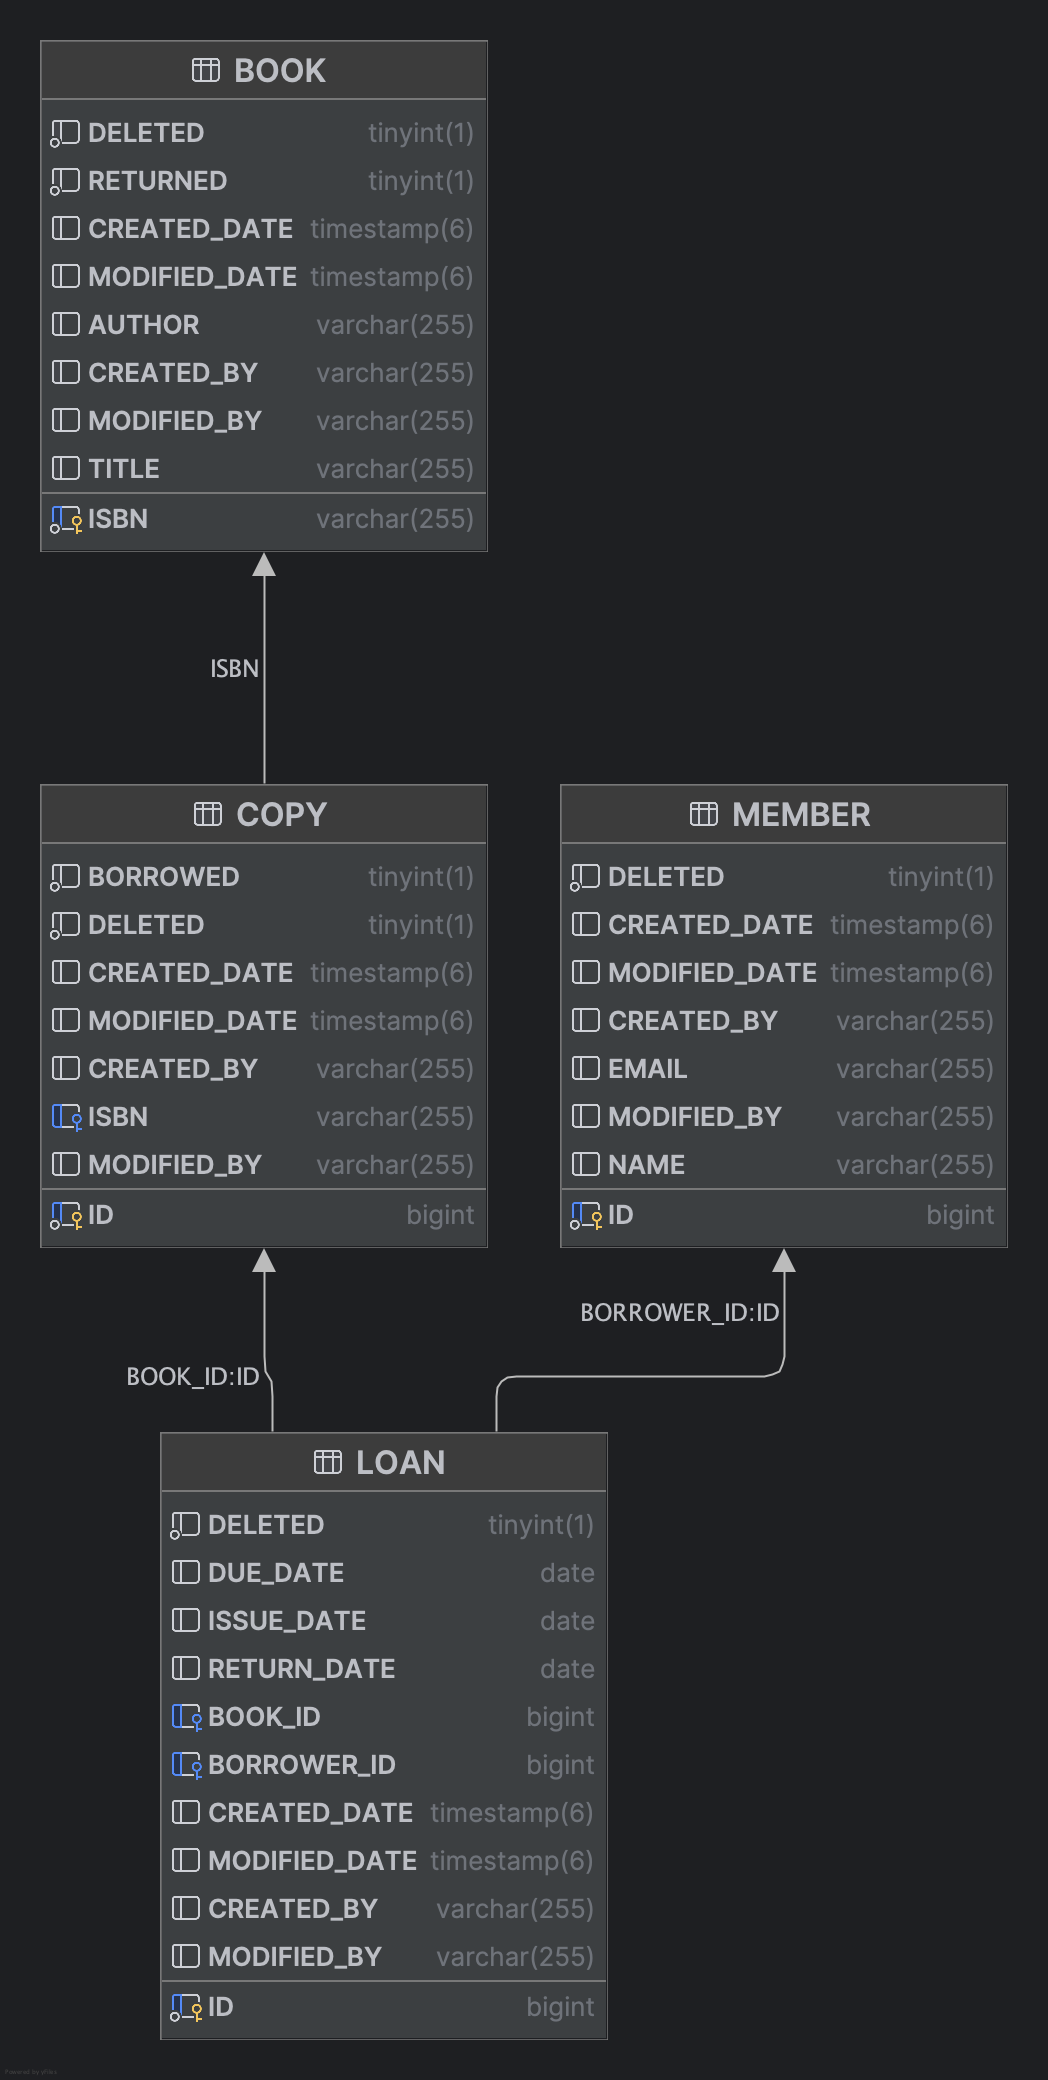 BOOK
DELETED tinyint(1)
RETURNED tinyint(1)
CREATED_DATE timestamp(6)
MODIFIED_DATE timestamp(6)
AUTHOR varchar(255)
CREATED_BY varchar(255)
MODIFIED_BY varchar(255)
TITLE varchar(255)
ISBN varchar(255)
ISBN
COPY
BORROWED tinyint(1)
DELETED tinyint(1)
CREATED_DATE timestamp(6)
MODIFIED_DATE timestamp(6)
CREATED_BY varchar(255)
ISBN varchar(255)
MODIFIED_BY varchar(255)
ID bigint
MEMBER
DELETED tinyint(1)
CREATED_DATE timestamp(6)
MODIFIED_DATE timestamp(6)
CREATED_BY varchar(255)
EMAIL varchar(255)
MODIFIED_BY varchar(255)
NAME varchar(255)
ID bigint
BORROWER_ID:ID
BOOK_ID:ID
LOAN
DELETED tinyint(1)
DUE_DATE date
ISSUE_DATE date
RETURN_DATE date
BOOK_ID bigint
BORROWER_ID bigint
CREATED_DATE timestamp(6)
MODIFIED_DATE timestamp(6)
CREATED_BY varchar(255)
MODIFIED_BY varchar(255)
ID bigint
Powered by yFiles